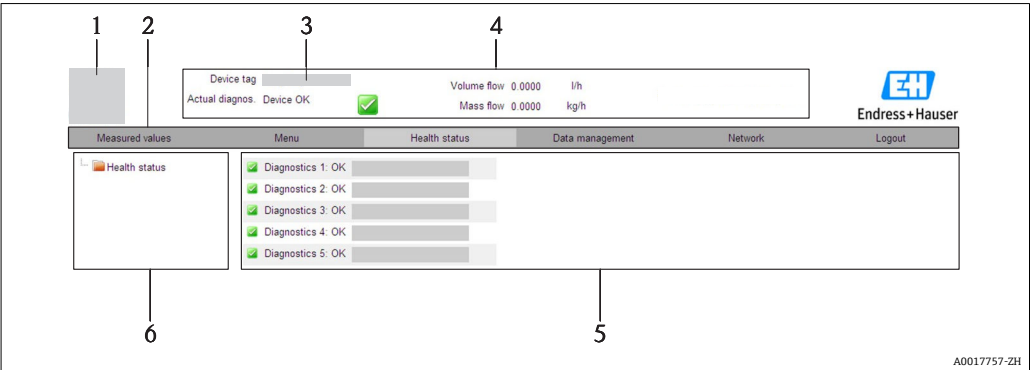 1 2 3 4
Device tag
Volume flow 0.0000 l/h
Actual diagnos. Device OK
Mass flow 0.0000 kg/h
EH
Endress+Hauser
Measured values Menu Health status Data management Network Logout
Health status
Diagnostics 1: OK
Diagnostics 2: OK
Diagnostics 3: OK
Diagnostics 4: OK
Diagnostics 5: OK
6 5
A0017757-ZH